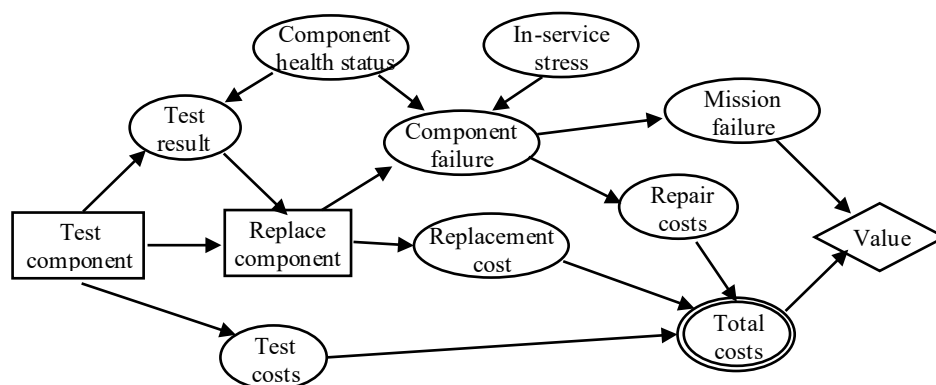 Component
health status
In-service
stress
Test
result
Component
failure
Mission
failure
Test
component
Replace
component
Replacement
cost
Repair
costs
Value
Test
costs
Total
costs